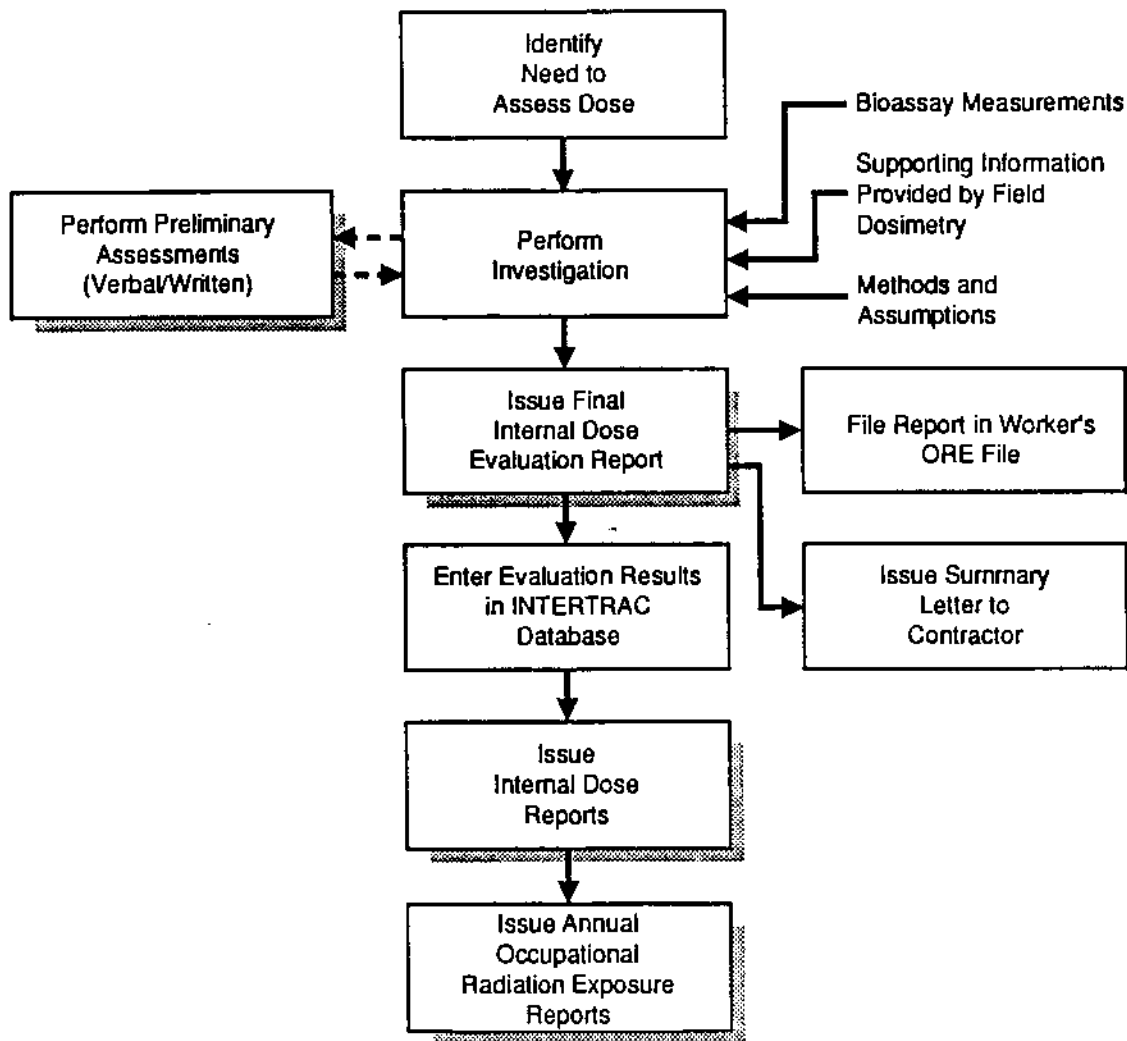 Identify
Need to
Assess Dose
Bioassay Measurements
Supporting Information
Provided by Field
Dosimetry
Methods and
Assumptions
Perform Preliminary
Assessments
(Verbal/Written)
Perform
Investigation
Issue Final
Internal Dose
Evaluation Report
File Report in Worker's
ORE File
Enter Evaluation Results
in INTERTRAC
Database
Issue Summary
Letter to
Contractor
Issue
Internal Dose
Reports
Issue Annual
Occupational
Radiation Exposure
Reports